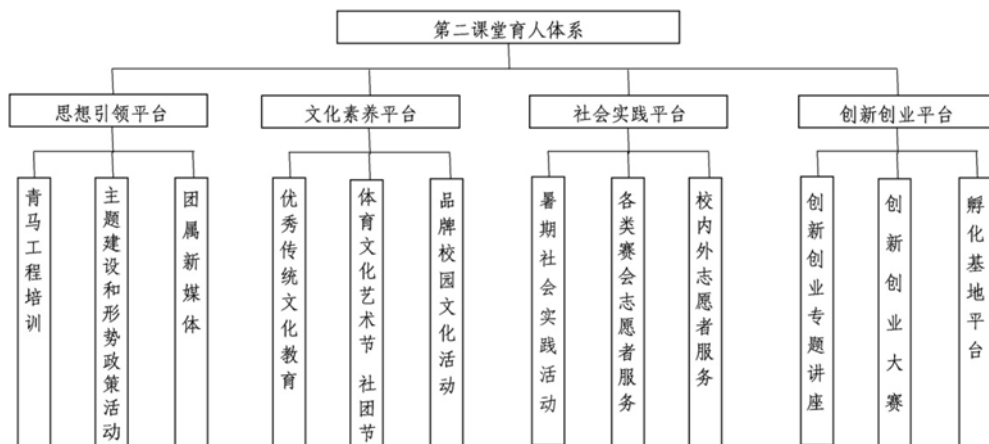 第二课堂育人体系
思想引领平台
文化素养平台
社会实践平台
创新创业平台
青马工程培训
主题建设和形势政策活动
团属新媒体
优秀传统文化教育
体育文化艺术节 社团节
品牌校园文化活动
暑期社会实践活动
各类赛会志愿者服务
校内外志愿者服务
创新创业专题讲座
创新创业大赛
孵化基地平台